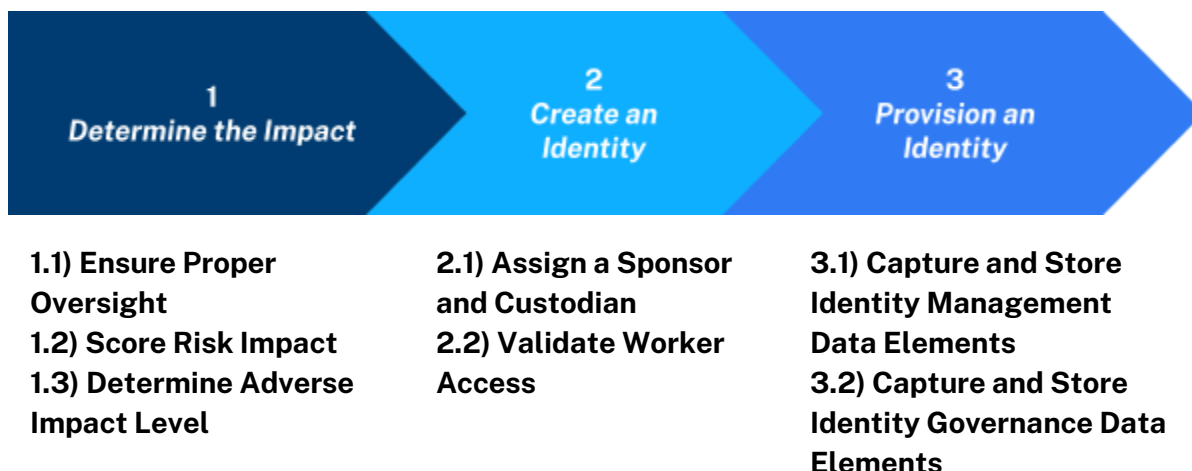 1
Determine the Impact
2
Create an
Identity
3
Provision an
Identity
1.1) Ensure Proper
Oversight
1.2) Score Risk Impact
1.3) Determine Adverse
Impact Level
2.1) Assign a Sponsor
and Custodian
2.2) Validate Worker
Access
3.1) Capture and Store
Identity Management
Data Elements
3.2) Capture and Store
Identity Governance Data
Elements